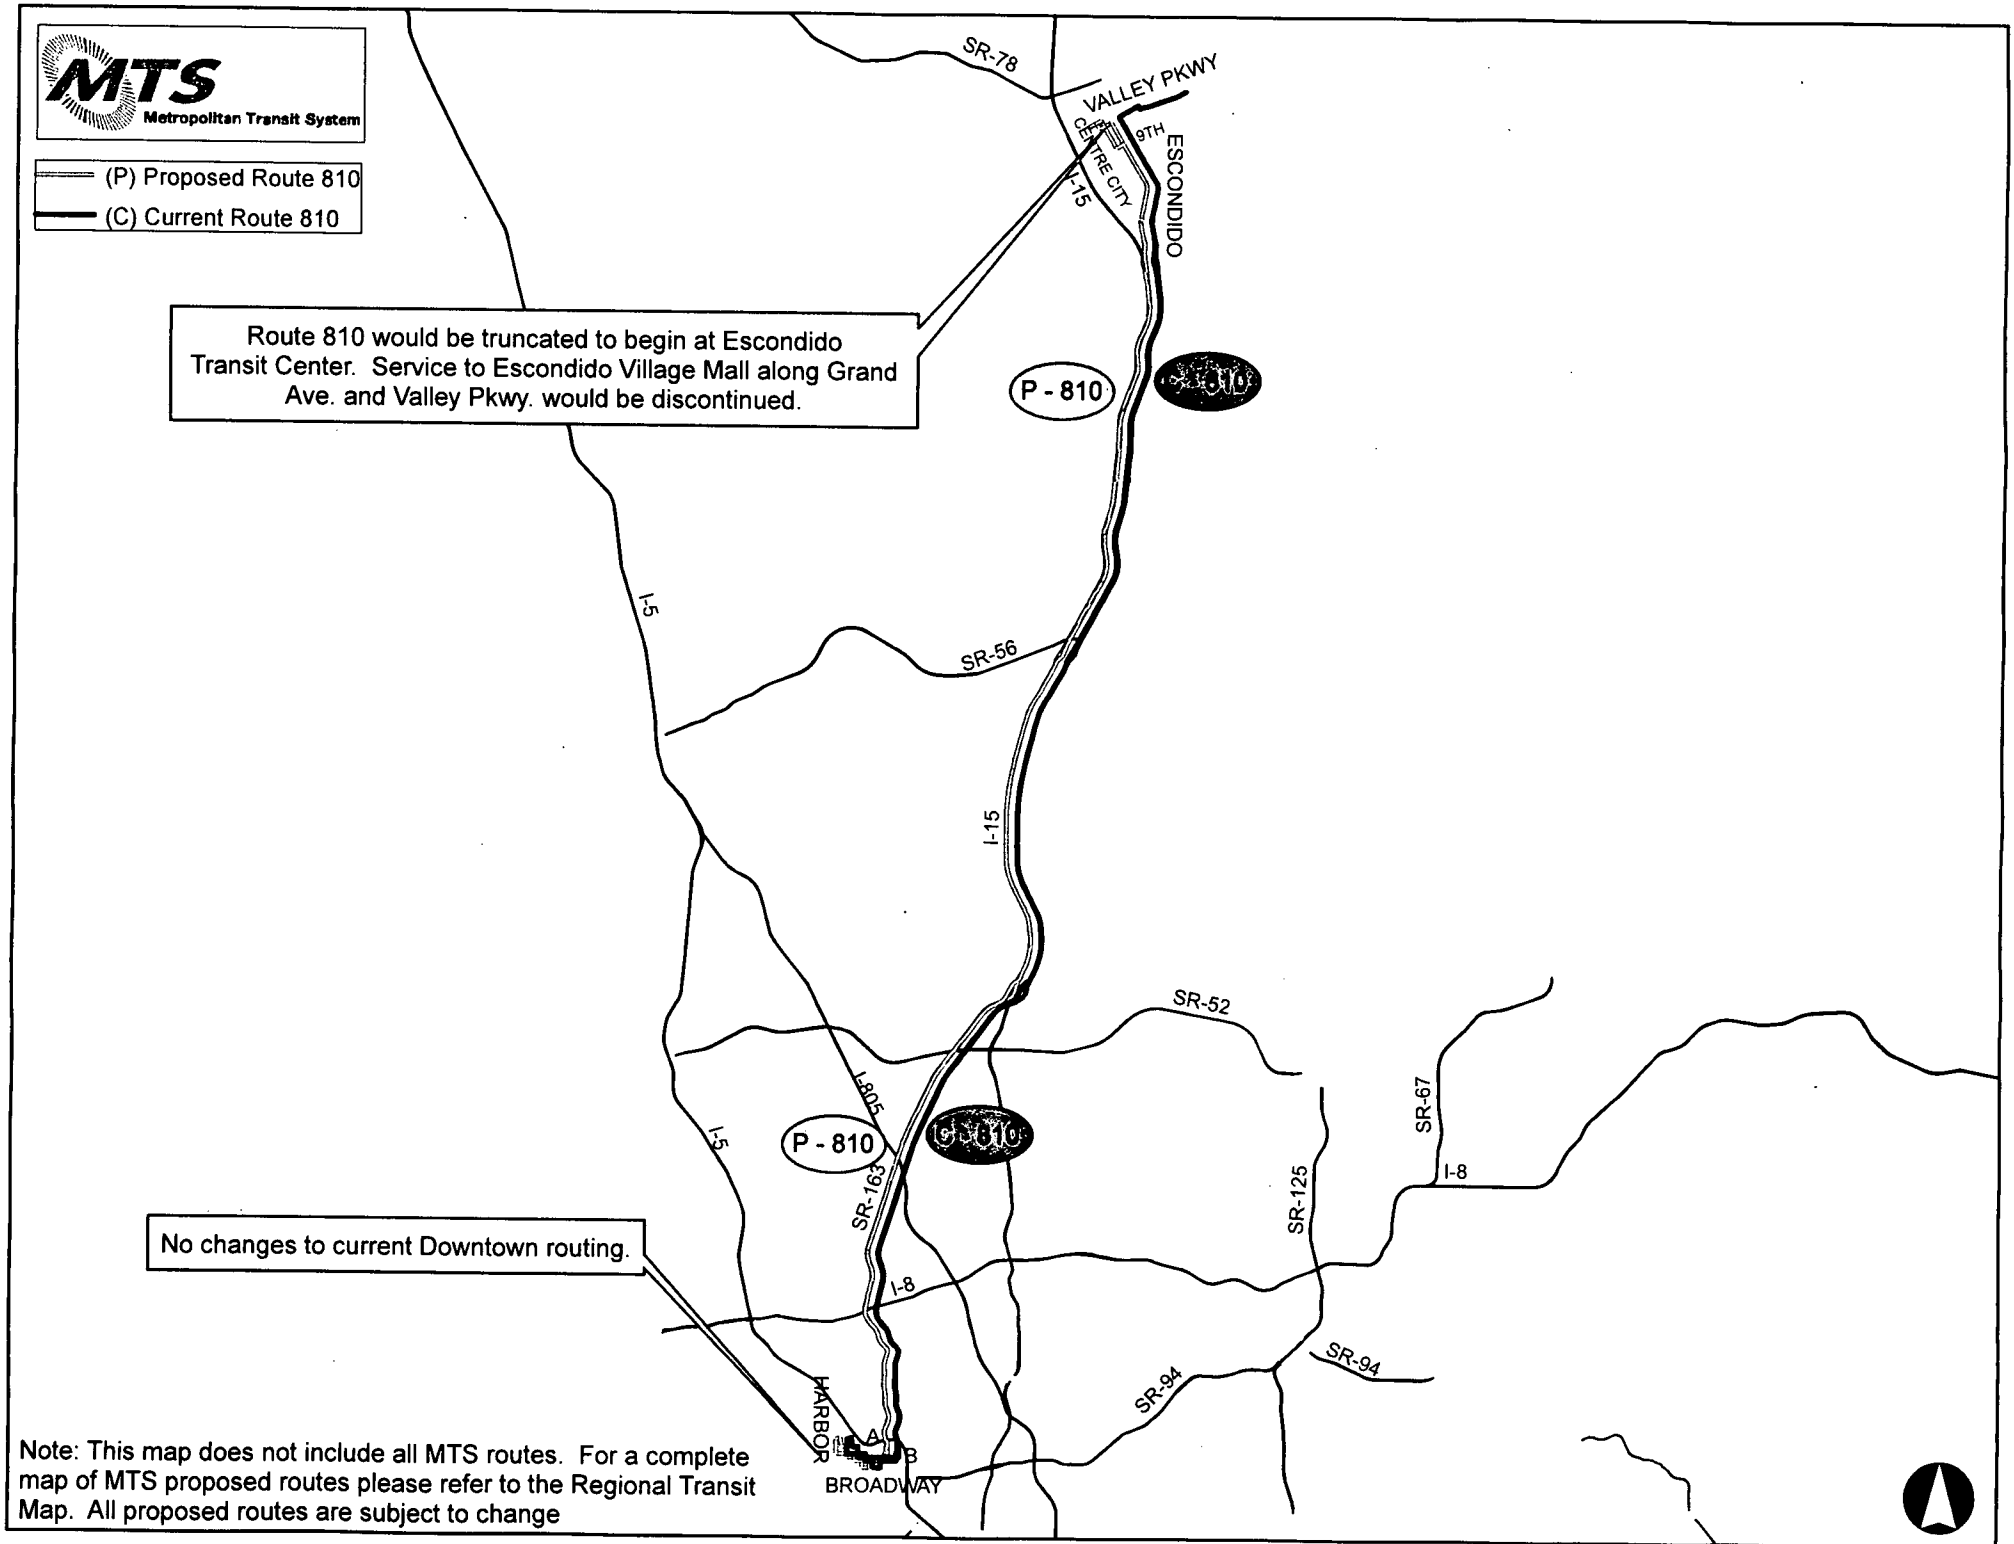 MTS
Metropolitan Transit System
(P) Proposed Route 810
(C) Current Route 810
SR-78
VALLEY PKWY
CENTRE CITY
9TH
ESCONDIDO
I-15
Route 810 would be truncated to begin at Escondido
Transit Center.  Service to Escondido Village Mall along Grand
Ave. and Valley Pkwy. would be discontinued.
P - 810
C - 810
I-5
SR-56
I-15
SR-52
I-805
SR-67
I-5
P - 810
C - 810
SR-163
SR-125
I-8
No changes to current Downtown routing.
I-8
SR-94
SR-94
HARBOR
A
B
BROADWAY
Note: This map does not include all MTS routes.  For a complete
map of MTS proposed routes please refer to the Regional Transit
Map.  All proposed routes are subject to change